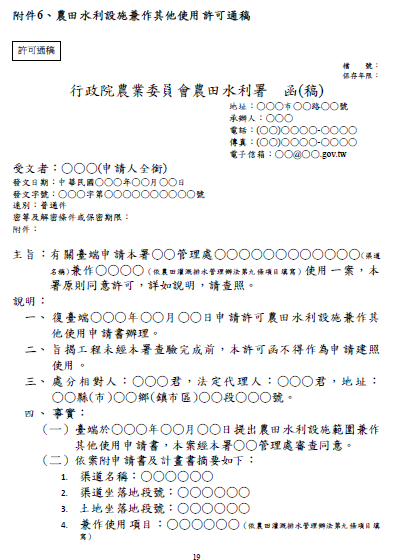 附件6、農田水利設施兼作其他使用許可通稿
許可通稿
檔　　號：
保存年限：
行政院農業委員會農田水利署　函(稿)
地址：○○○市○○路○○號
承辦人：○○○
電話：(○○)○○○○-○○○○
傳真：(○○)○○○○-○○○○
電子信箱：○○@○○.gov.tw
受文者：○○○(申請人全銜)
發文日期：中華民國○○○年○○月○○日
發文字號：○○○字第○○○○○○○○○○號
速別：普通件
密等及解密條件或保密期限：
附件：
主旨：有關臺端申請本署○○管理處○○○○○○○○○○○○○(渠道
名稱)兼作○○○○(依農田灌溉排水管理辦法第九條項目填寫)使用一案，本
署原則同意許可，詳如說明，請查照。
說明：
一、復臺端○○○年○○月○○日申請許可農田水利設施兼作其
他使用申請書辦理。
二、旨揭工程未經本署查驗完成前，本許可函不得作為申請建照
使用。
三、處分相對人：○○○君，法定代理人：○○○君，地址：
○○縣(市)○○鄉(鎮市區)○○段○○○號。
四、事實：
(一)臺端於○○○年○○月○○日提出農田水利設施範圍兼作
其他使用申請書，本案經本署○○管理處審查同意。
(二)依案附申請書及計畫書摘要如下：
1. 渠道名稱：○○○○○○
2. 渠道坐落地段號：○○○○○○
3. 土地坐落地段號：○○○○○○
4. 兼作使用項目：○○○○○○(依農田灌溉排水管理辦法第九條項目填
寫)
19